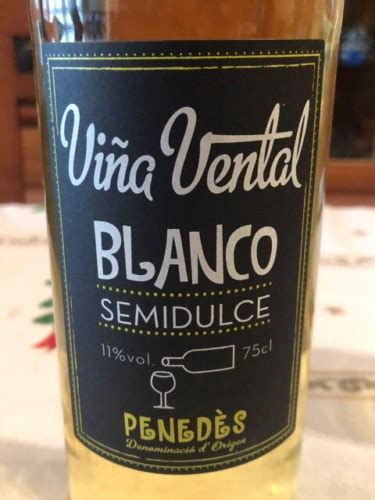 Viña Vental
BLANCO
SEMIDULCE
11%vol. 75cl
PENEDÈS
Denominació d' Origen